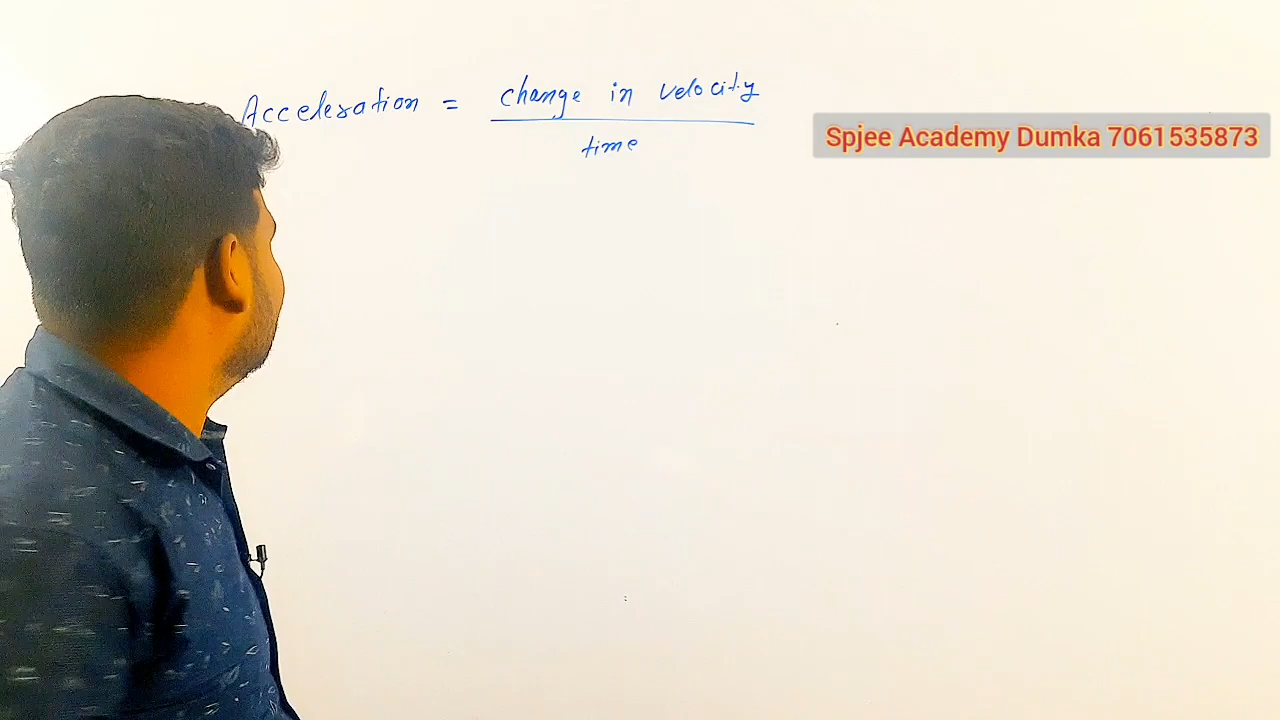 Acceleration = change in velocity
time
Spjee Academy Dumka 7061535873